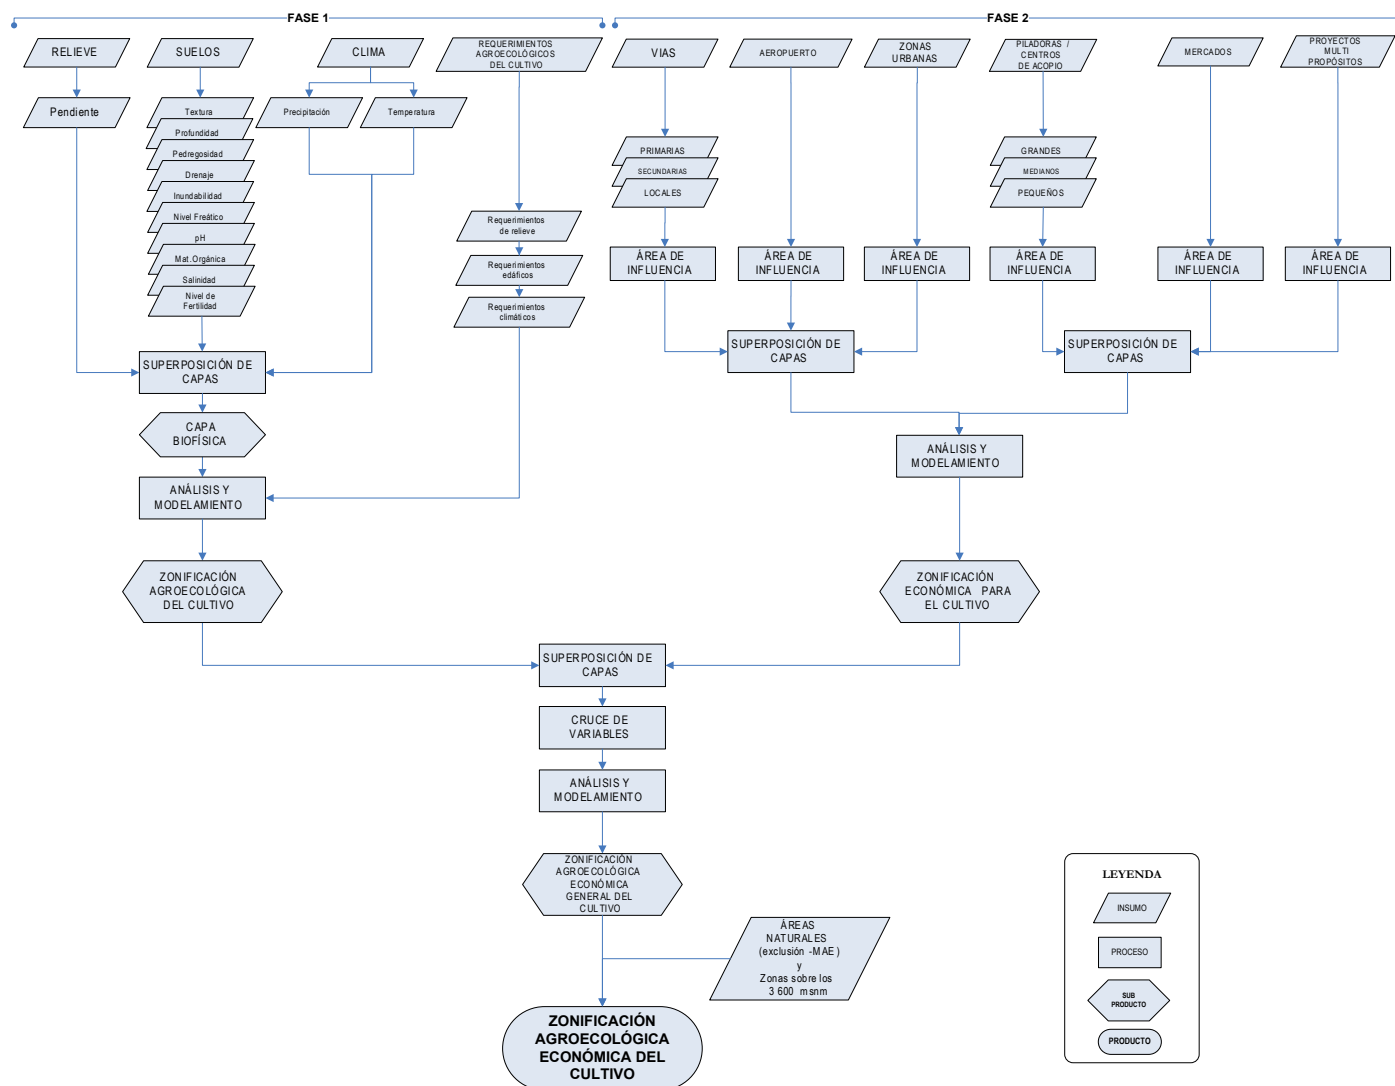 FASE 1
FASE 2
RELIEVE
SUELOS
CLIMA
REQUERIMIENTOS
AGROECOLÓGICOS
DEL CULTIVO
VIAS
AEROPUERTO
ZONAS
URBANAS
PILADORAS /
CENTROS
DE ACOPIO
MERCADOS
PROYECTOS
MULTI
PROPÓSITOS
Pendiente
Textura
Profundidad
Pedregosidad
Drenaje
Inundabilidad
Nivel Freático
pH
Mat. Orgánica
Salinidad
Nivel de
Fertilidad
Precipitación
Temperatura
Requerimientos
de relieve
Requerimientos
edáficos
Requerimientos
climáticos
PRIMARIAS
SECUNDARIAS
LOCALES
GRANDES
MEDIANOS
PEQUEÑOS
ÁREA DE
INFLUENCIA
ÁREA DE
INFLUENCIA
ÁREA DE
INFLUENCIA
ÁREA DE
INFLUENCIA
ÁREA DE
INFLUENCIA
ÁREA DE
INFLUENCIA
SUPERPOSICIÓN DE
CAPAS
SUPERPOSICIÓN DE
CAPAS
SUPERPOSICIÓN DE
CAPAS
CAPA
BIOFÍSICA
ANÁLISIS Y
MODELAMIENTO
ANÁLISIS Y
MODELAMIENTO
ZONIFICACIÓN
AGROECOLÓGICA
DEL CULTIVO
ZONIFICACIÓN
ECONÓMICA PARA
EL CULTIVO
SUPERPOSICIÓN DE
CAPAS
CRUCE DE
VARIABLES
ANÁLISIS Y
MODELAMIENTO
ZONIFICACIÓN
AGROECOLÓGICA
ECONÓMICA
GENERAL DEL
CULTIVO
ÁREAS
NATURALES
(exclusión -MAE)
y
Zonas sobre los
3 600 msnm
ZONIFICACIÓN
AGROECOLÓGICA
ECONÓMICA DEL
CULTIVO
LEYENDA
INSUMO
PROCESO
SUB
PRODUCTO
PRODUCTO